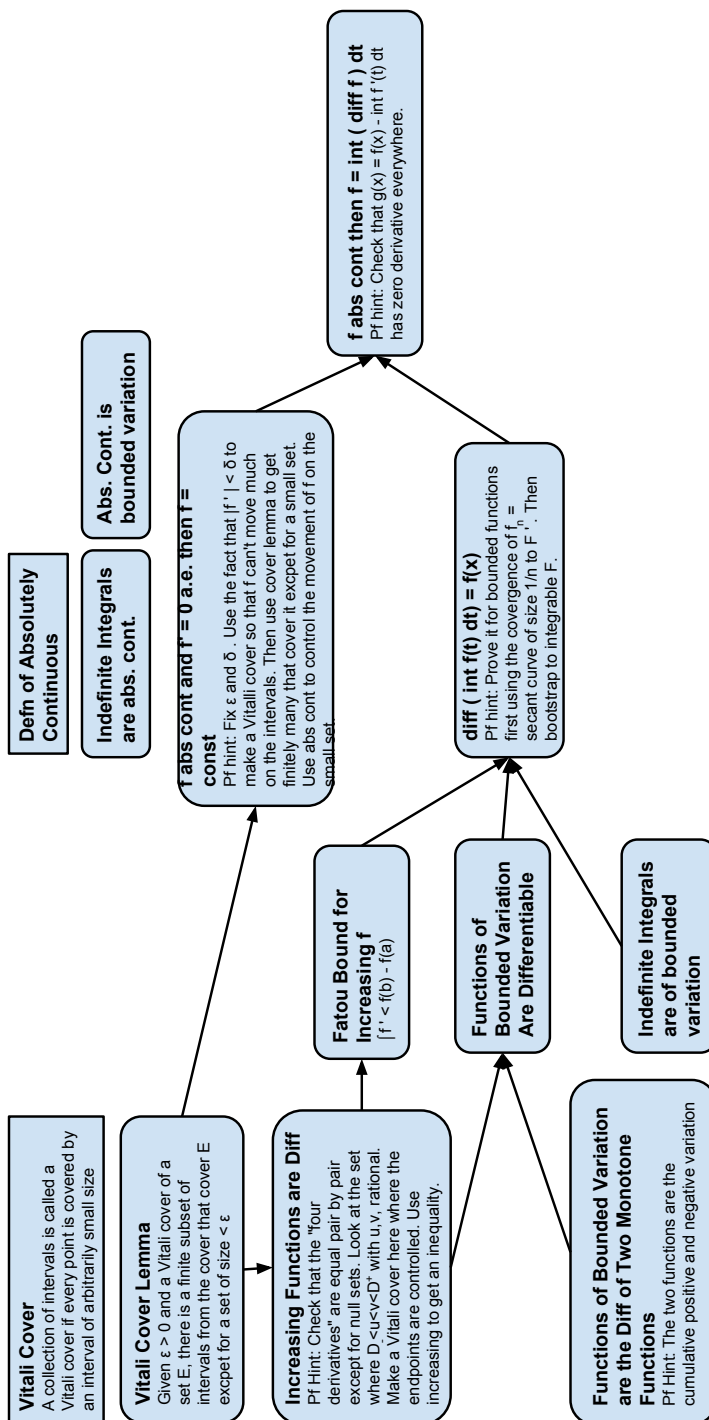 Vitali Cover
A collection of intervals is called a
Vitali cover if every point is covered by
an interval of arbitrarily small size
Vitali Cover Lemma
Given ε > 0 and a Vitali cover of a
set E, there is a finite subset of
intervals from the cover that cover E
excpet for a set of size < ε
Increasing Functions are Diff
Pf Hint: Check that the "four
derivatives" are equal pair by pair
except for null sets. Look at the set
where D_<u<v<D⁺ with u,v, rational.
Make a Vitali cover here where the
endpoints are controlled. Use
increasing to get an inequality.
Functions of Bounded Variation
are the Diff of Two Monotone
Functions
Pf Hint: The two functions are the
cumulative positive and negative variation
Fatou Bound for
Increasing f
∫f ' < f(b) - f(a)
Functions of
Bounded Variation
Are Differentiable
Indefinite Integrals
are of bounded
variation
Defn of Absolutely
Continuous
Indefinite Integrals
are abs. cont.
Abs. Cont. is
bounded variation
f abs cont and f' = 0 a.e. then f =
const
Pf hint: Fix ε and δ . Use the fact that |f ' | < δ to
make a Vitalli cover so that f can't move much
on the intervals. Then use cover lemma to get
finitely many that cover it excpet for a small set.
Use abs cont to control the movement of f on the
small set.
diff ( int f(t) dt) = f(x)
Pf hint: Prove it for bounded functions
first using the covergence of f_n =
secant curve of size 1/n to F '. Then
bootstrap to integrable F.
f abs cont then f = int ( diff f ) dt
Pf hint: Check that g(x) = f(x) - int f '(t) dt
has zero derivative everywhere.